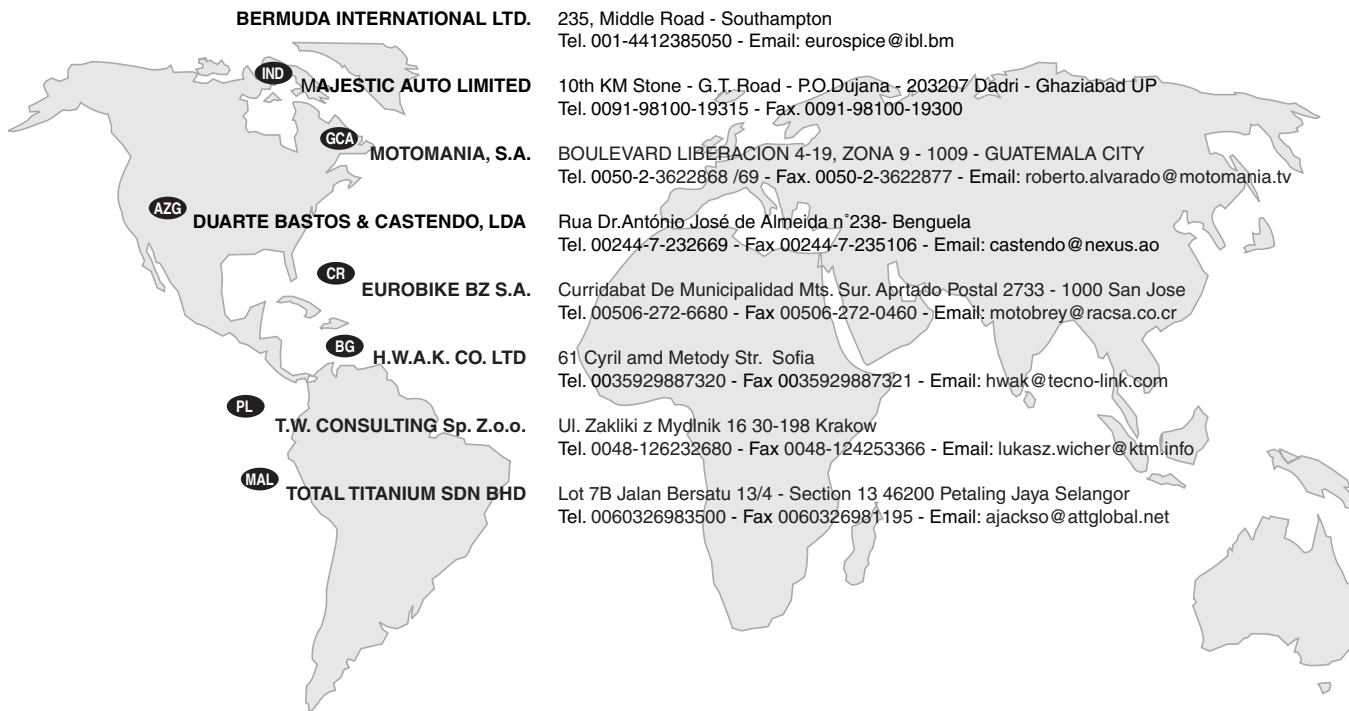 BERMUDA INTERNATIONAL LTD. 235, Middle Road - Southampton
Tel. 001-4412385050 - Email: eurospice@ibl.bm
IND MAJESTIC AUTO LIMITED 10th KM Stone - G.T. Road - P.O.Dujana - 203207 Dadri - Ghaziabad UP
Tel. 0091-98100-19315 - Fax. 0091-98100-19300
GCA MOTOMANIA, S.A. BOULEVARD LIBERACION 4-19, ZONA 9 - 1009 - GUATEMALA CITY
Tel. 0050-2-3622868 /69 - Fax. 0050-2-3622877 - Email: roberto.alvarado@motomania.tv
AZG DUARTE BASTOS & CASTENDO, LDA Rua Dr.António José de Almeida n°238- Benguela
Tel. 00244-7-232669 - Fax 00244-7-235106 - Email: castendo@nexus.ao
CR EUROBIKE BZ S.A. Curridabat De Municipalidad Mts. Sur. Aprtado Postal 2733 - 1000 San Jose
Tel. 00506-272-6680 - Fax 00506-272-0460 - Email: motobrey@racsa.co.cr
BG H.W.A.K. CO. LTD 61 Cyril amd Metody Str. Sofia
Tel. 0035929887320 - Fax 0035929887321 - Email: hwak@tecno-link.com
PL T.W. CONSULTING Sp. Z.o.o. Ul. Zakliki z Mydlnik 16 30-198 Krakow
Tel. 0048-126232680 - Fax 0048-124253366 - Email: lukasz.wicher@ktm.info
MAL TOTAL TITANIUM SDN BHD Lot 7B Jalan Bersatu 13/4 - Section 13 46200 Petaling Jaya Selangor
Tel. 0060326983500 - Fax 0060326981195 - Email: ajackso@attglobal.net